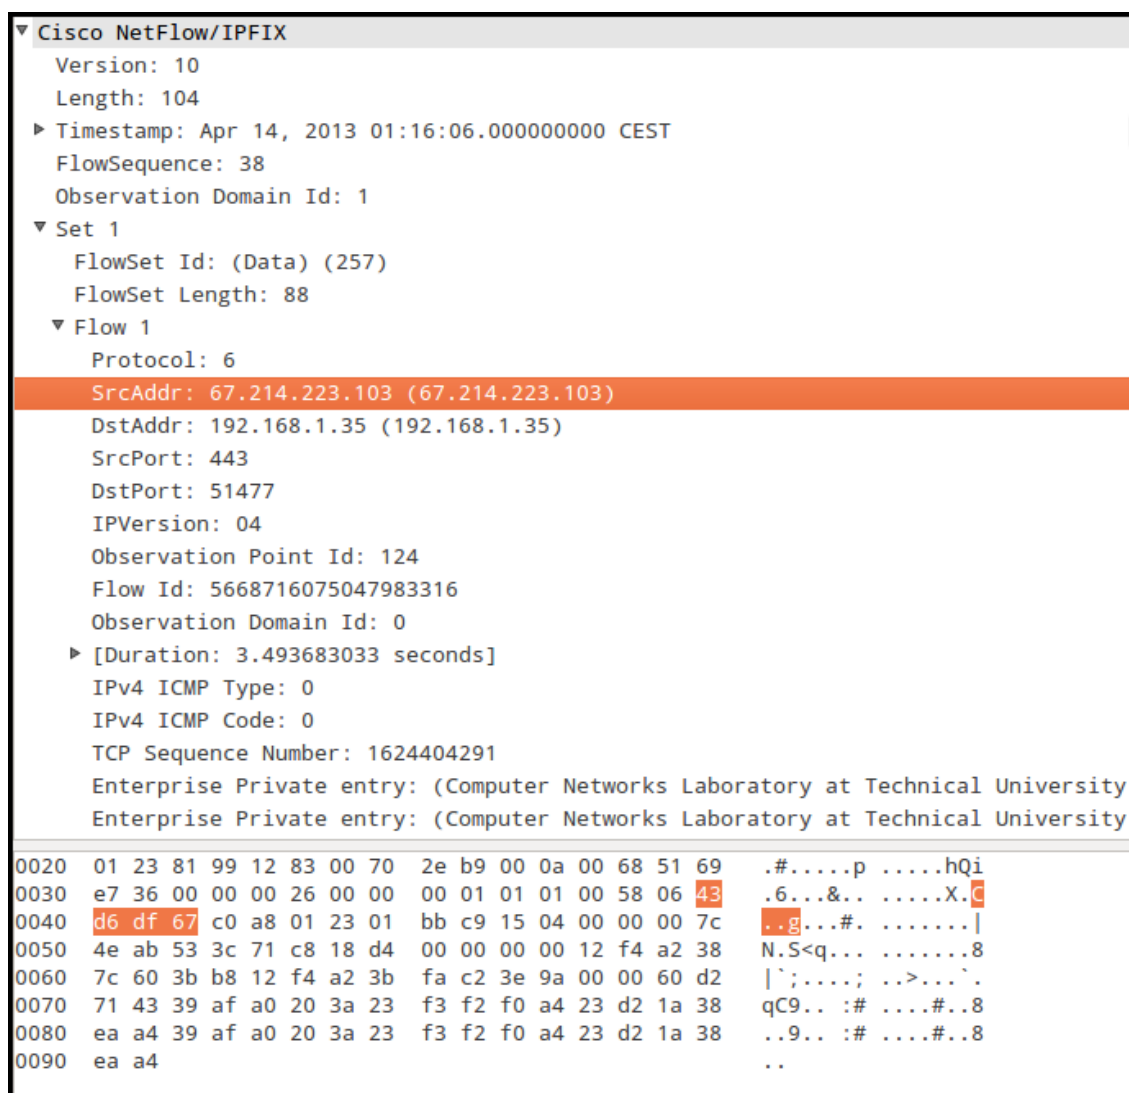 Cisco NetFlow/IPFIX
Version: 10
Length: 104
Timestamp: Apr 14, 2013 01:16:06.000000000 CEST
FlowSequence: 38
Observation Domain Id: 1
Set 1
FlowSet Id: (Data) (257)
FlowSet Length: 88
Flow 1
Protocol: 6
SrcAddr: 67.214.223.103 (67.214.223.103)
DstAddr: 192.168.1.35 (192.168.1.35)
SrcPort: 443
DstPort: 51477
IPVersion: 04
Observation Point Id: 124
Flow Id: 5668716075047983316
Observation Domain Id: 0
[Duration: 3.493683033 seconds]
IPv4 ICMP Type: 0
IPv4 ICMP Code: 0
TCP Sequence Number: 1624404291
Enterprise Private entry: (Computer Networks Laboratory at Technical University
Enterprise Private entry: (Computer Networks Laboratory at Technical University
0020 01 23 81 99 12 83 00 70 2e b9 00 0a 00 68 51 69 .#.....p .....hQi
0030 e7 36 00 00 00 26 00 00 00 01 01 01 00 58 06 43 .6...&.. .....X.C
0040 d6 df 67 c0 a8 01 23 01 bb c9 15 04 00 00 00 7c ..g...#. .......|
0050 4e ab 53 3c 71 c8 18 d4 00 00 00 00 12 f4 a2 38 N.S<q... .......8
0060 7c 60 3b b8 12 f4 a2 3b fa c2 3e 9a 00 00 60 d2 |`;....; ..>...`.
0070 71 43 39 af a0 20 3a 23 f3 f2 f0 a4 23 d2 1a 38 qC9.. :# ....#..8
0080 ea a4 39 af a0 20 3a 23 f3 f2 f0 a4 23 d2 1a 38 ..9.. :# ....#..8
0090 ea a4 ..